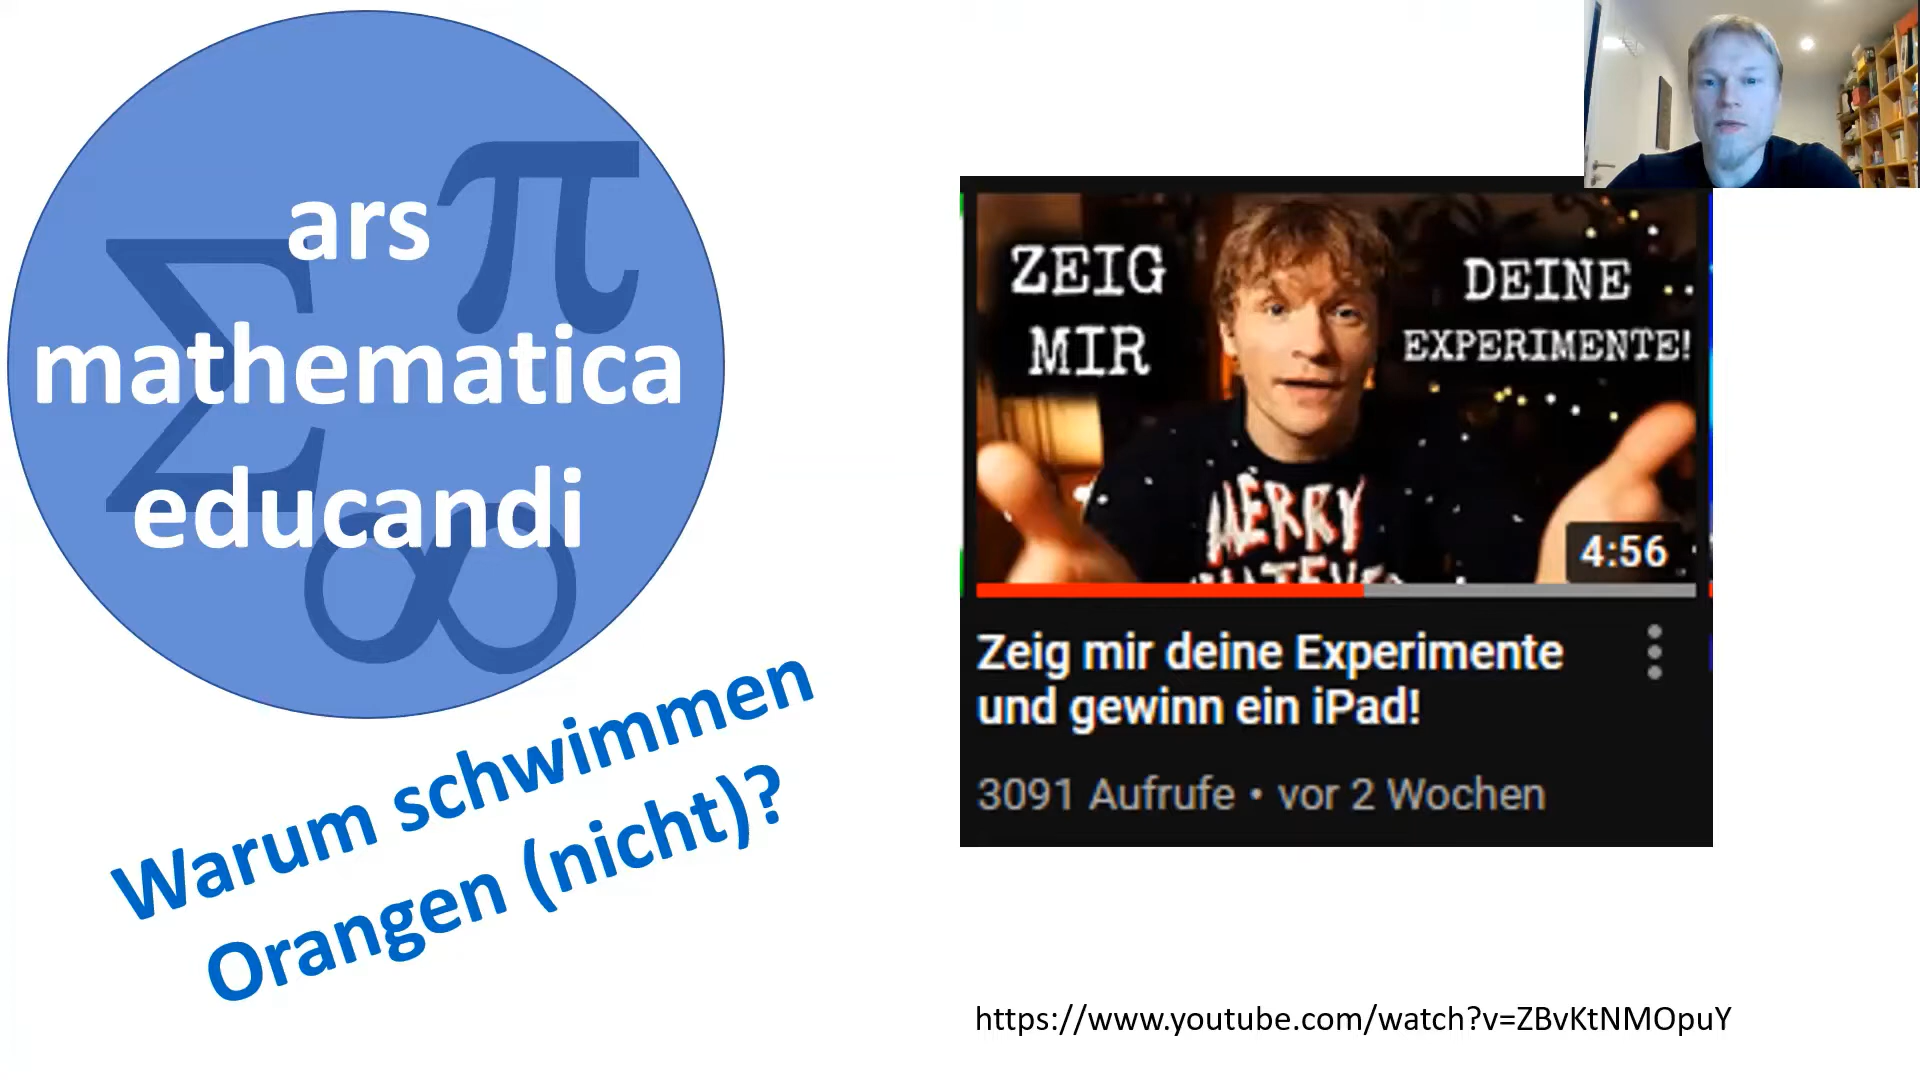 ars
mathematica
educandi
π
Σ
∞
Warum schwimmen
Orangen (nicht)?
ZEIG
MIR
DEINE
EXPERIMENTE!
MERRY
4:56
Zeig mir deine Experimente
und gewinn ein iPad!
3091 Aufrufe • vor 2 Wochen
https://www.youtube.com/watch?v=ZBvKtNMOpuY